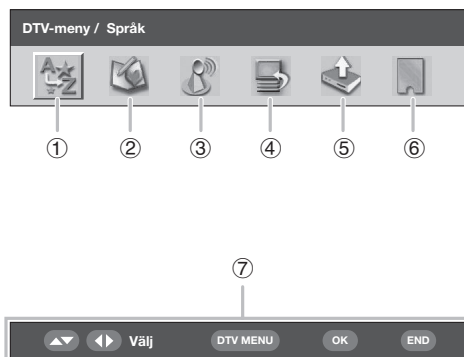 DTV-meny / Språk
① ② ③ ④ ⑤ ⑥
⑦
Välj DTV MENU OK END